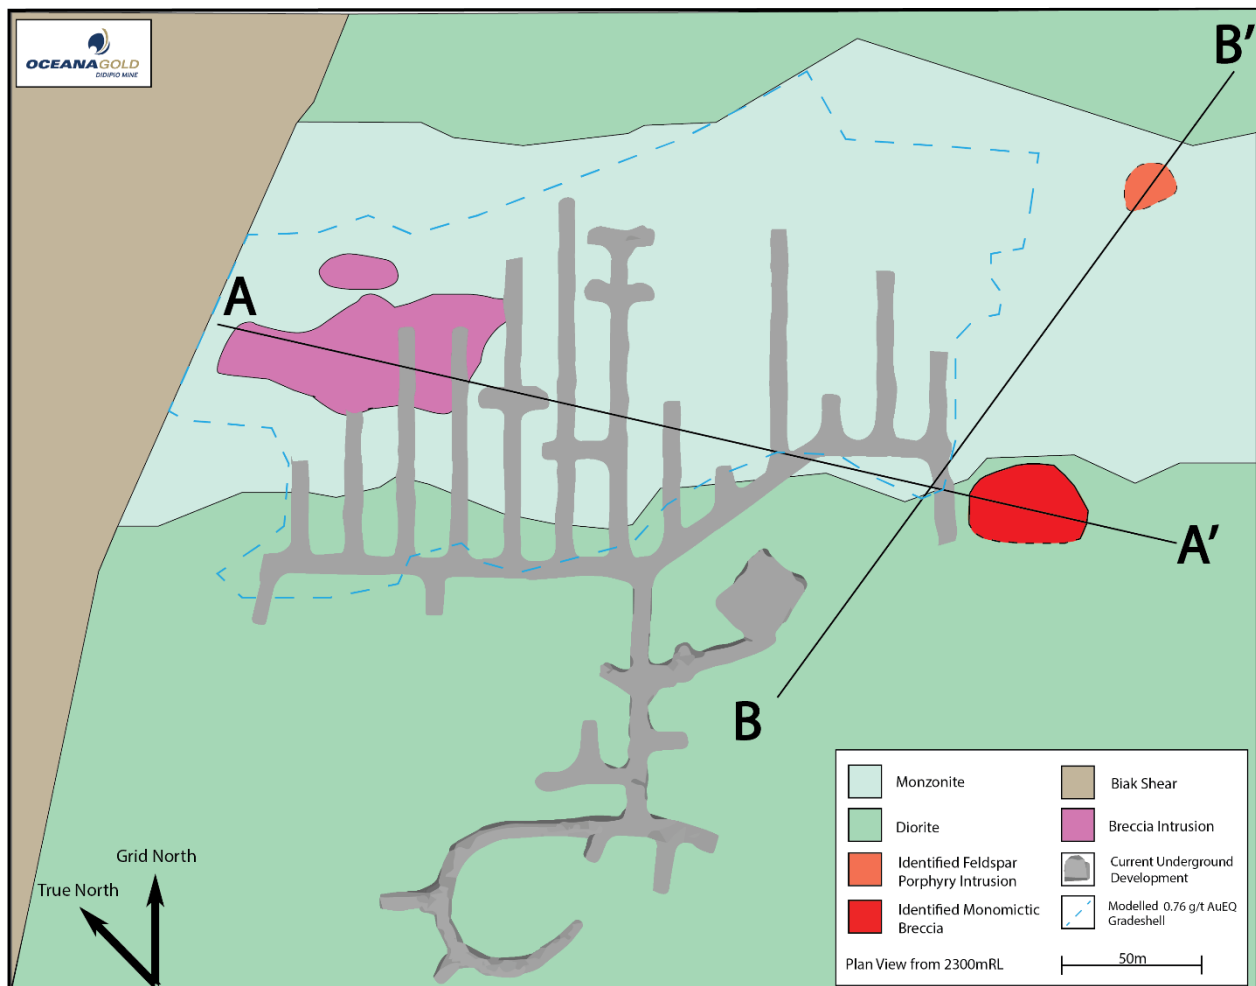 OCEANAGOLD
DIDIPIO MINE
B’
A
A’
B
Grid North
True North
Monzonite
Diorite
Identified Feldspar
Porphyry Intrusion
Identified Monomictic
Breccia
Biak Shear
Breccia Intrusion
Current Underground
Development
Modelled 0.76 g/t AuEQ
Gradeshell
Plan View from 2300mRL
50m